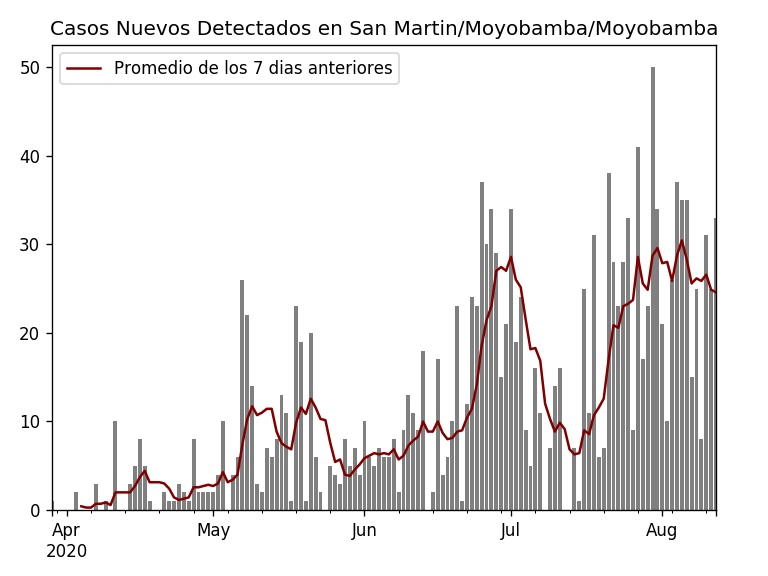 Casos Nuevos Detectados en San Martin/Moyobamba/Moyobamba
Promedio de los 7 dias anteriores
50
40
30
20
10
0
Apr May Jun Jul Aug
2020